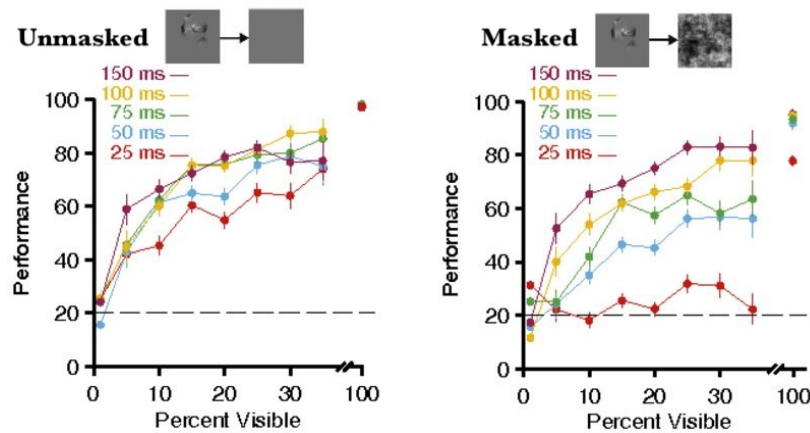 Unmasked
150 ms
100 ms
75 ms
50 ms
25 ms
100
80
60
40
20
0
Performance
0 10 20 30 100
Percent Visible
Masked
150 ms
100 ms
75 ms
50 ms
25 ms
100
80
60
40
20
0
Performance
0 10 20 30 100
Percent Visible